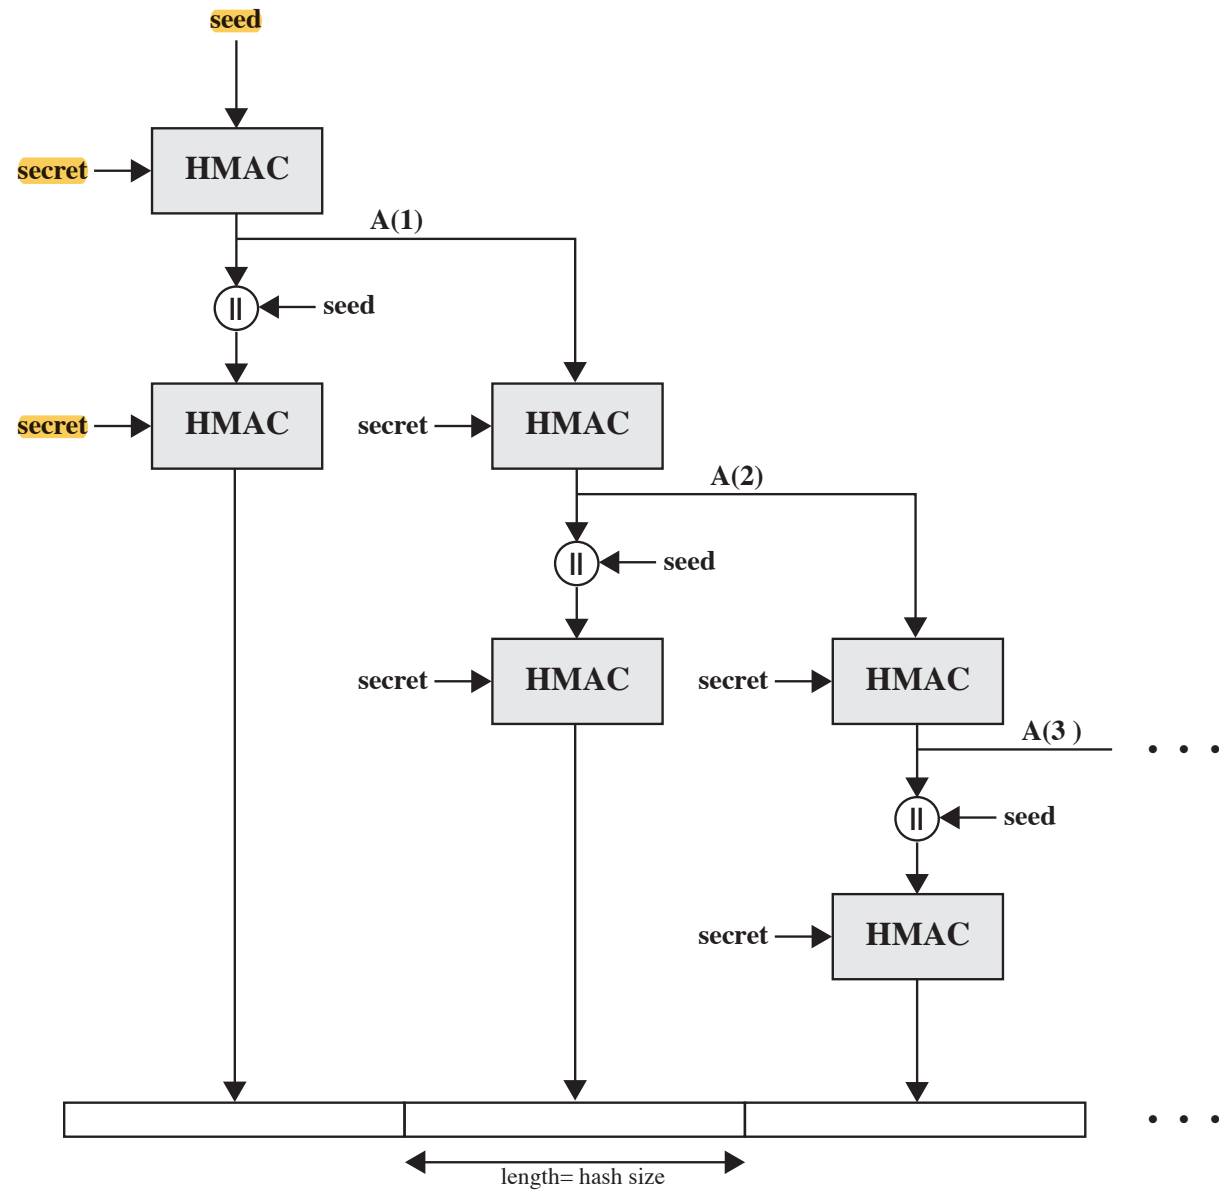 seed
secret
HMAC
A(1)
||
seed
secret
HMAC
secret
HMAC
A(2)
||
seed
secret
HMAC
secret
HMAC
A(3 )
• • •
||
seed
secret
HMAC
• • •
length= hash size